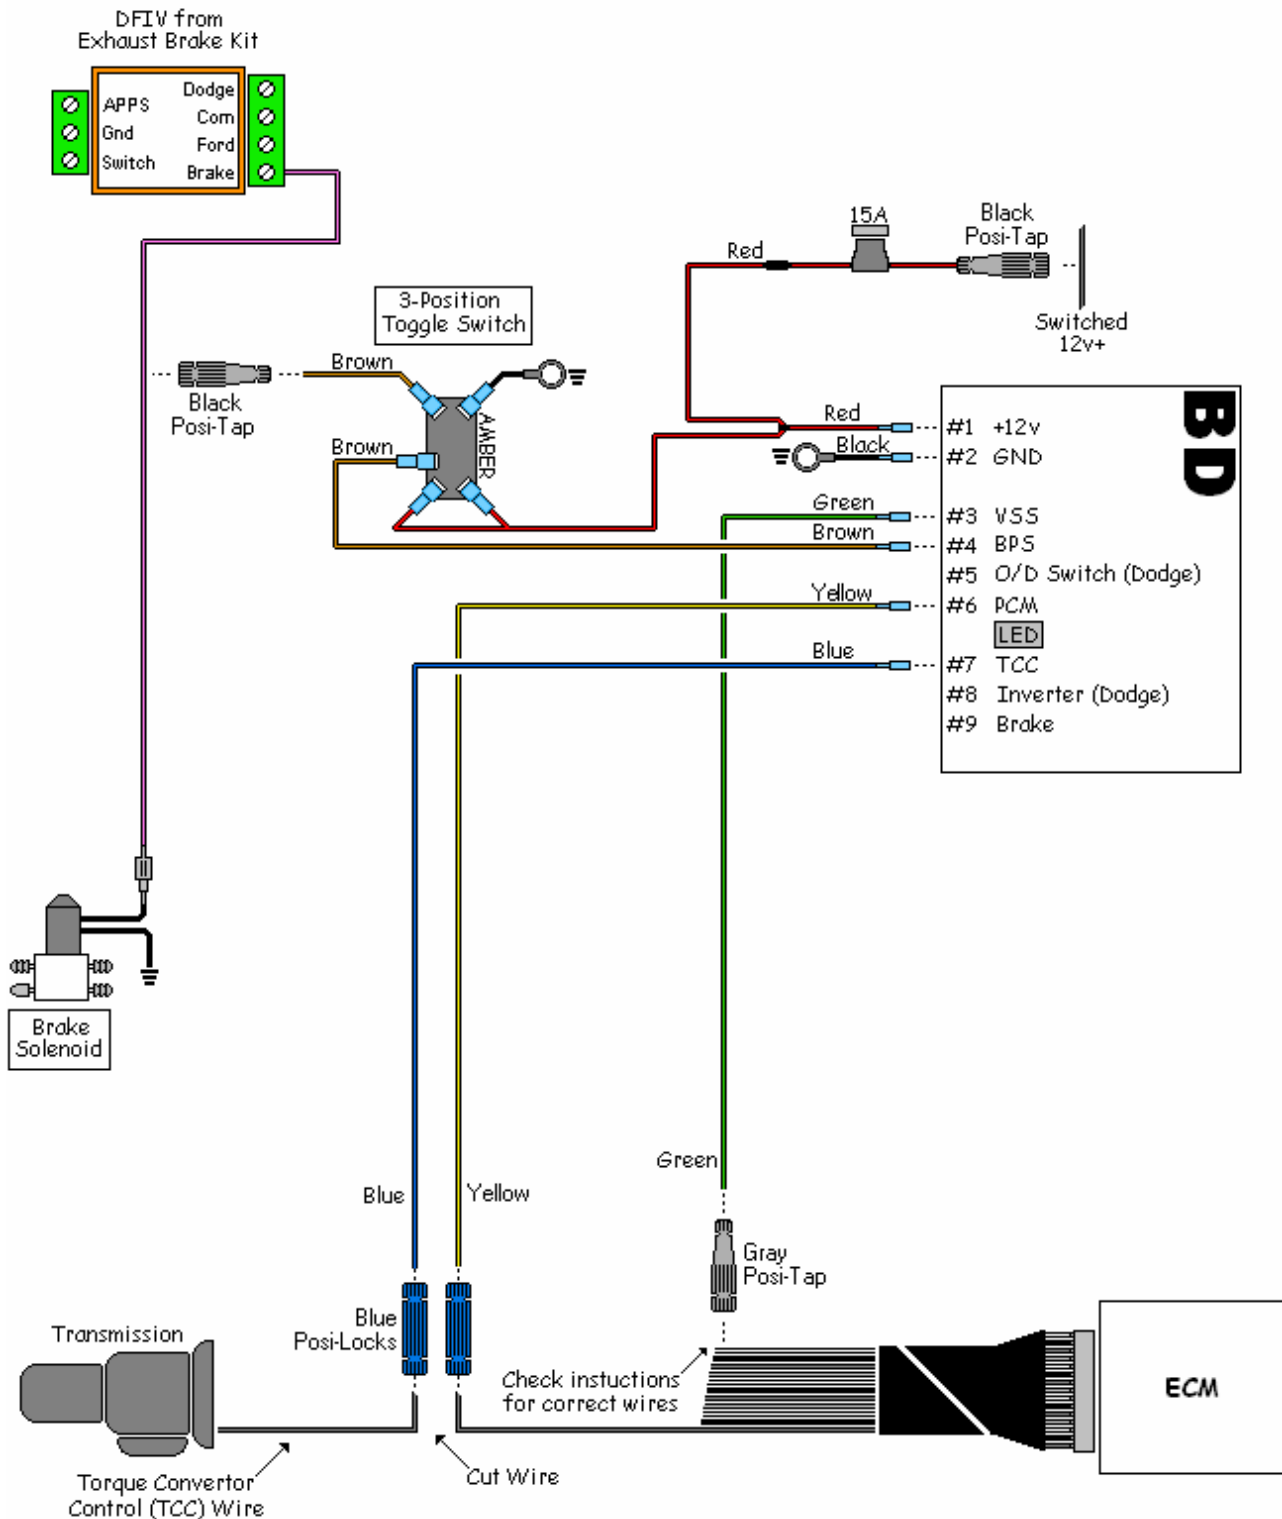 DFIV from
Exhaust Brake Kit
APPS
Gnd
Switch
Dodge
Com
Ford
Brake
15A
Black
Posi-Tap
Red
Switched
12v+
3-Position
Toggle Switch
Brown
Black
Posi-Tap
AMBER
Brown
BD
Red
#1 +12v
Black
#2 GND
Green
#3 VSS
Brown
#4 BPS
#5 O/D Switch (Dodge)
Yellow
#6 PCM
LED
Blue
#7 TCC
#8 Inverter (Dodge)
#9 Brake
Brake
Solenoid
Green
Blue
Yellow
Gray
Posi-Tap
Blue
Posi-Locks
Transmission
Check instuctions
for correct wires
ECM
Torque Convertor
Control (TCC) Wire
Cut Wire